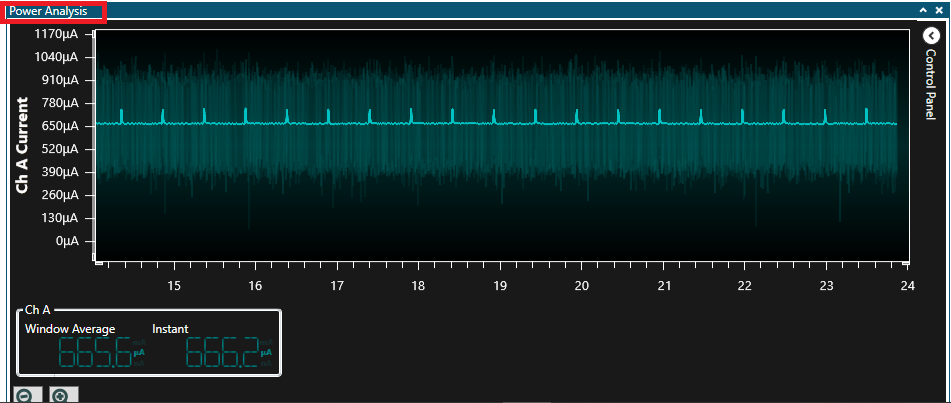 Power Analysis
1170µA
1040µA
910µA
780µA
650µA
520µA
390µA
260µA
130µA
0µA
Ch A Current
15 16 17 18 19 20 21 22 23 24
Control Panel
Ch A
Window Average Instant
665.6 µA 666.2 µA